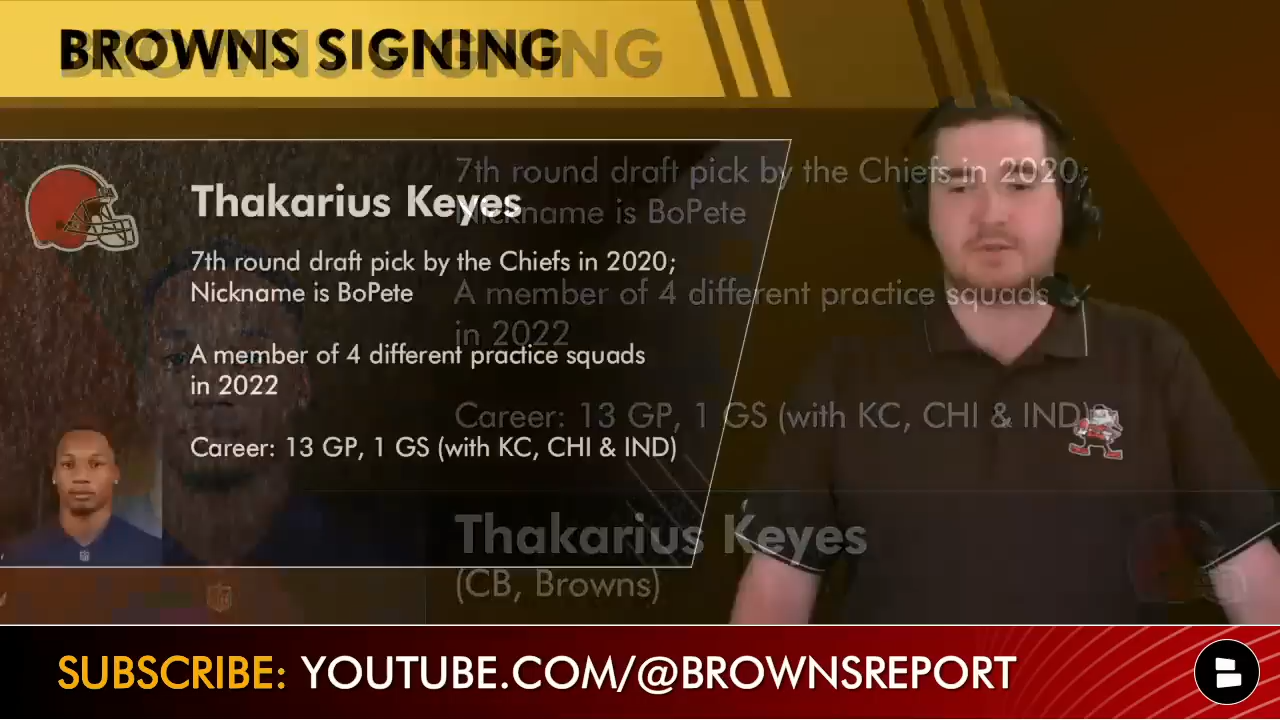 BROWNS SIGNING
BROWNS SIGNING
Thakarius Keyes
7th round draft pick by the Chiefs in 2020;
Nickname is BoPete
A member of 4 different practice squads
in 2022
Career: 13 GP, 1 GS (with KC, CHI & IND)
7th round draft pick by the Chiefs in 2020;
Nickname is BoPete
A member of 4 different practice squads
in 2022
Career: 13 GP, 1 GS (with KC, CHI & IND)
Thakarius Keyes
(CB, Browns)
SUBSCRIBE: YOUTUBE.COM/@BROWNSREPORT